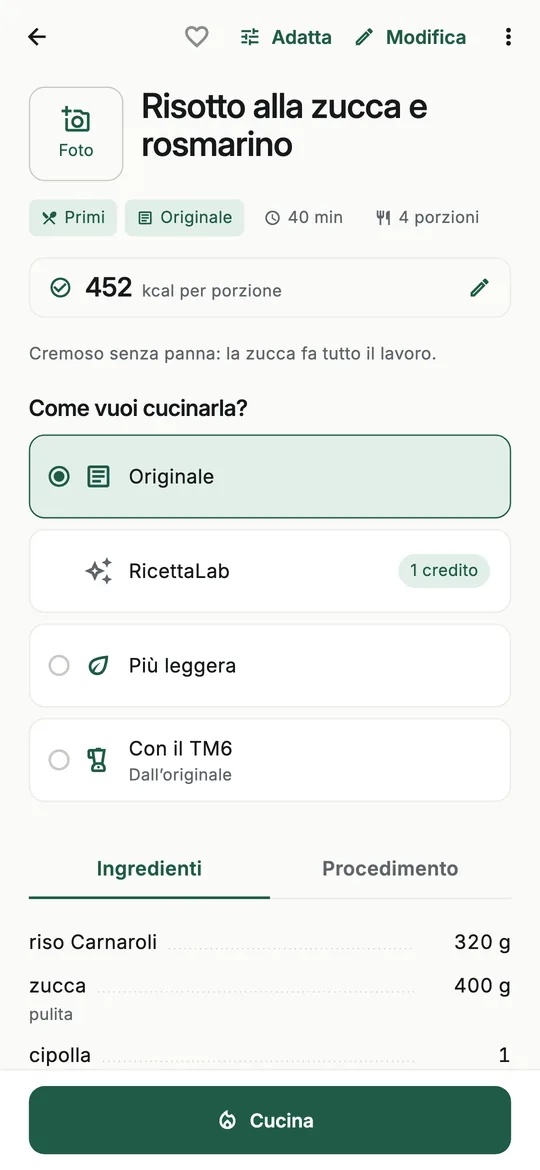 Adatta
Modifica
Foto
Risotto alla zucca e
rosmarino
Primi
Originale
40 min
4 porzioni
452 kcal per porzione
Cremoso senza panna: la zucca fa tutto il lavoro.
Come vuoi cucinarla?
Originale
RicettaLab
1 credito
Più leggera
Con il TM6
Dall’originale
Ingredienti
Procedimento
riso Carnaroli 320 g
zucca 400 g
pulita
cipolla 1
Cucina